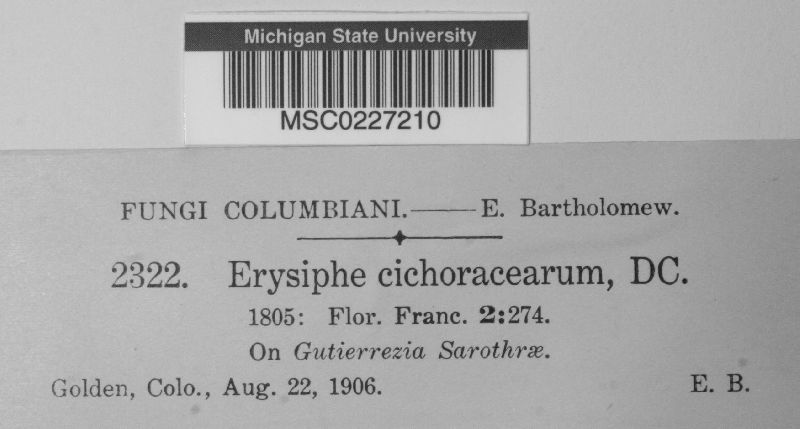 Michigan State University
MSC0227210
FUNGI COLUMBIANI.——E. Bartholomew.
2322. Erysiphe cichoracearum, DC.
1805: Flor. Franc. 2:274.
On Gutierrezia Sarothræ.
Golden, Colo., Aug. 22, 1906. E. B.